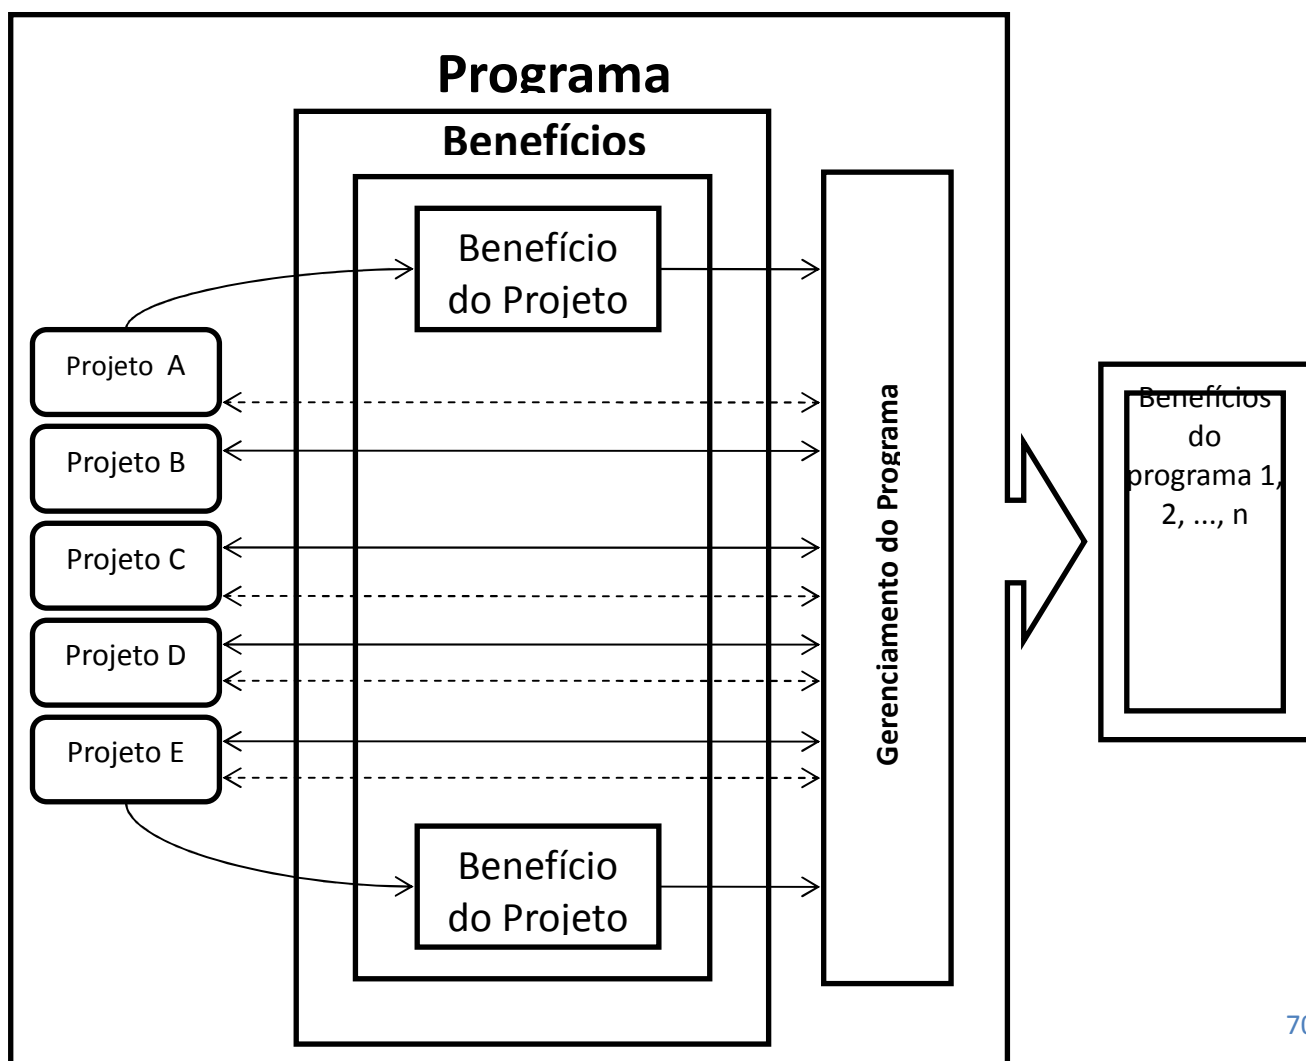 Programa
Benefícios
Benefício
do Projeto
Projeto A
Projeto B
Projeto C
Projeto D
Projeto E
Benefício
do Projeto
Gerenciamento do Programa
Benefícios
do
programa 1,
2, ..., n
70